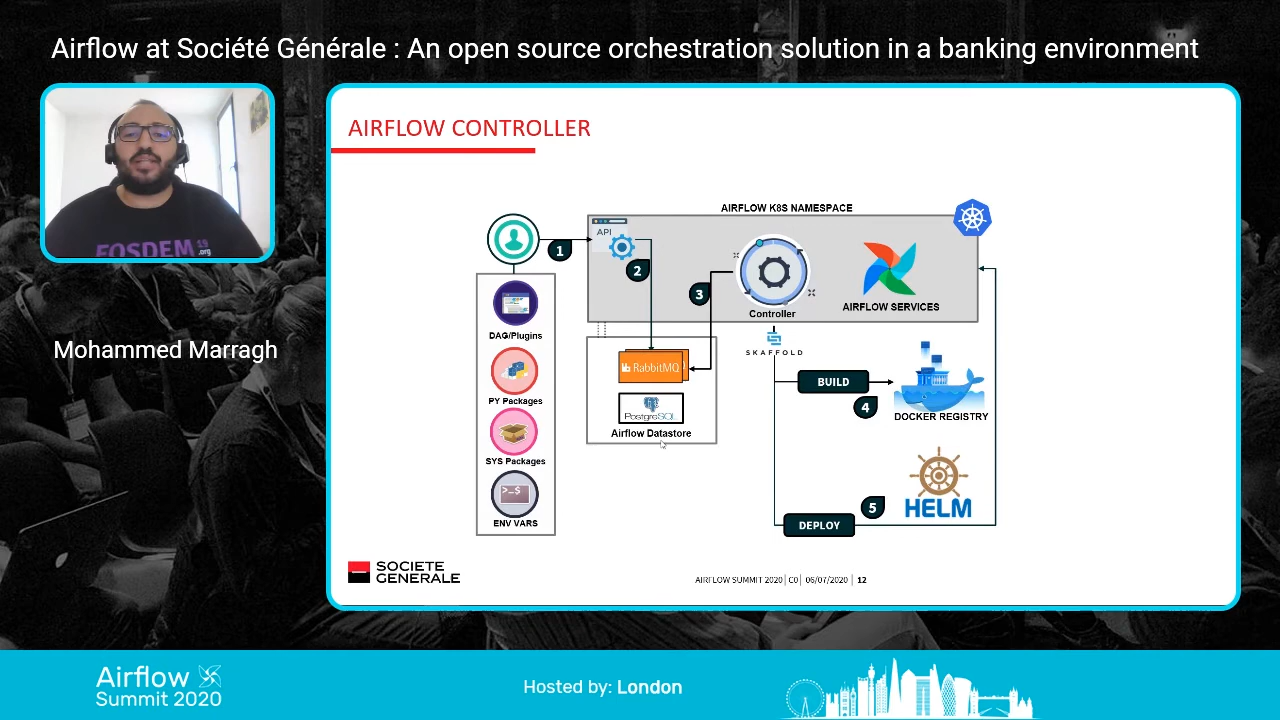 Airflow at Société Générale : An open source orchestration solution in a banking environment
FOSDEM 19
.org
Mohammed Marragh
AIRFLOW CONTROLLER
AIRFLOW K8S NAMESPACE
API
1
2
3
Controller
AIRFLOW SERVICES
DAG/Plugins
PY Packages
SYS Packages
>_$
ENV VARS
RabbitMQ
PostgreSQL
Airflow Datastore
SKAFFOLD
BUILD
4
DOCKER REGISTRY
HELM
DEPLOY
5
SOCIETE
GENERALE
AIRFLOW SUMMIT 2020 | C0 | 06/07/2020 | 12
Airflow
Summit 2020
Hosted by: London